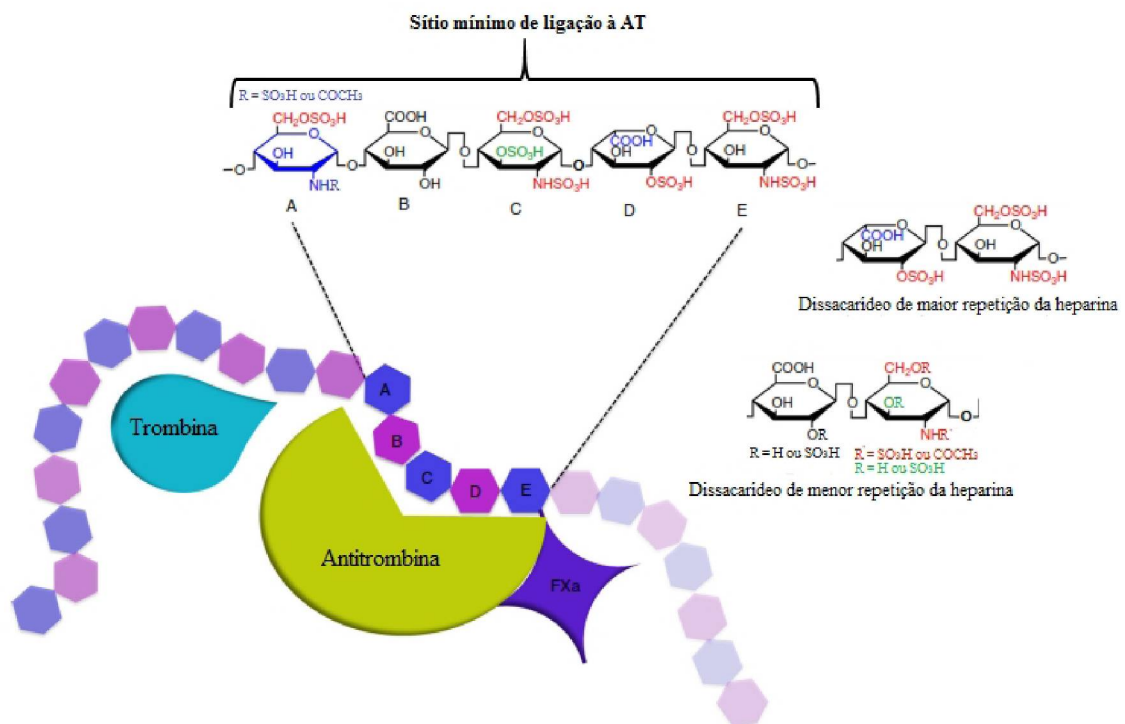 Sítio mínimo de ligação à AT
R = SO₃H ou COCH₃
CH₂OSO₃H
OH
NHR
A
COOH
OH
OH
B
CH₂OSO₃H
OSO₃H
NHSO₃H
C
COOH
OH
OSO₃H
D
CH₂OSO₃H
OH
NHSO₃H
E
O
O
O
O
O
O
O
O
O
O
O
COOH
OH
OSO₃H
CH₂OSO₃H
OH
NHSO₃H
O
O
O
Dissacarídeo de maior repetição da heparina
COOH
OH
OR
CH₂OR
OR
NHR'
O
O
O
O
R = H ou SO₃H
R' = SO₃H ou COCH₃
R = H ou SO₃H
Dissacarídeo de menor repetição da heparina
A
B
C
D
E
Trombina
Antitrombina
FXa